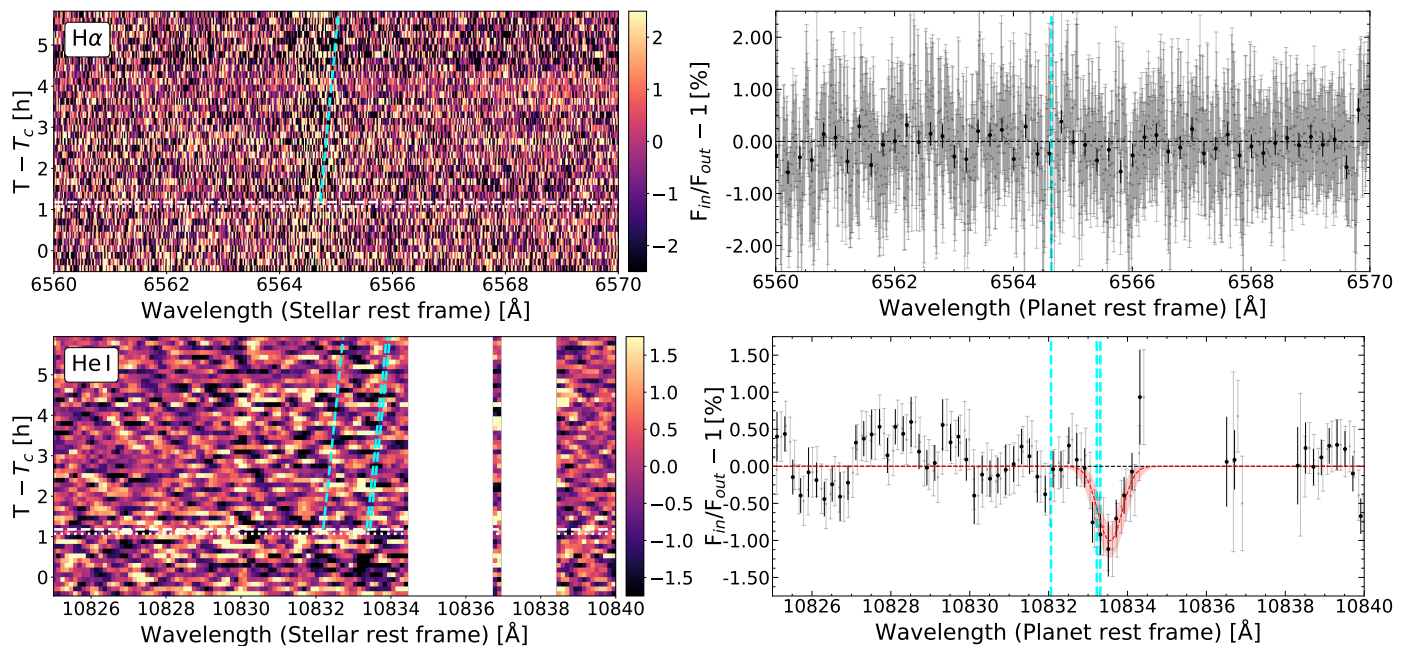 Hα
T − T_c [h]
5
4
3
2
1
0
6560 6562 6564 6566 6568 6570
Wavelength (Stellar rest frame) [Å]
2
1
0
−1
−2
F_in/F_out − 1 [%]
2.00
1.00
0.00
-1.00
-2.00
6560 6562 6564 6566 6568 6570
Wavelength (Planet rest frame) [Å]
He I
T − T_c [h]
5
4
3
2
1
0
10826 10828 10830 10832 10834 10836 10838 10840
Wavelength (Stellar rest frame) [Å]
1.5
1.0
0.5
0.0
−0.5
−1.0
−1.5
F_in/F_out − 1 [%]
1.50
1.00
0.50
0.00
-0.50
-1.00
-1.50
10826 10828 10830 10832 10834 10836 10838 10840
Wavelength (Planet rest frame) [Å]